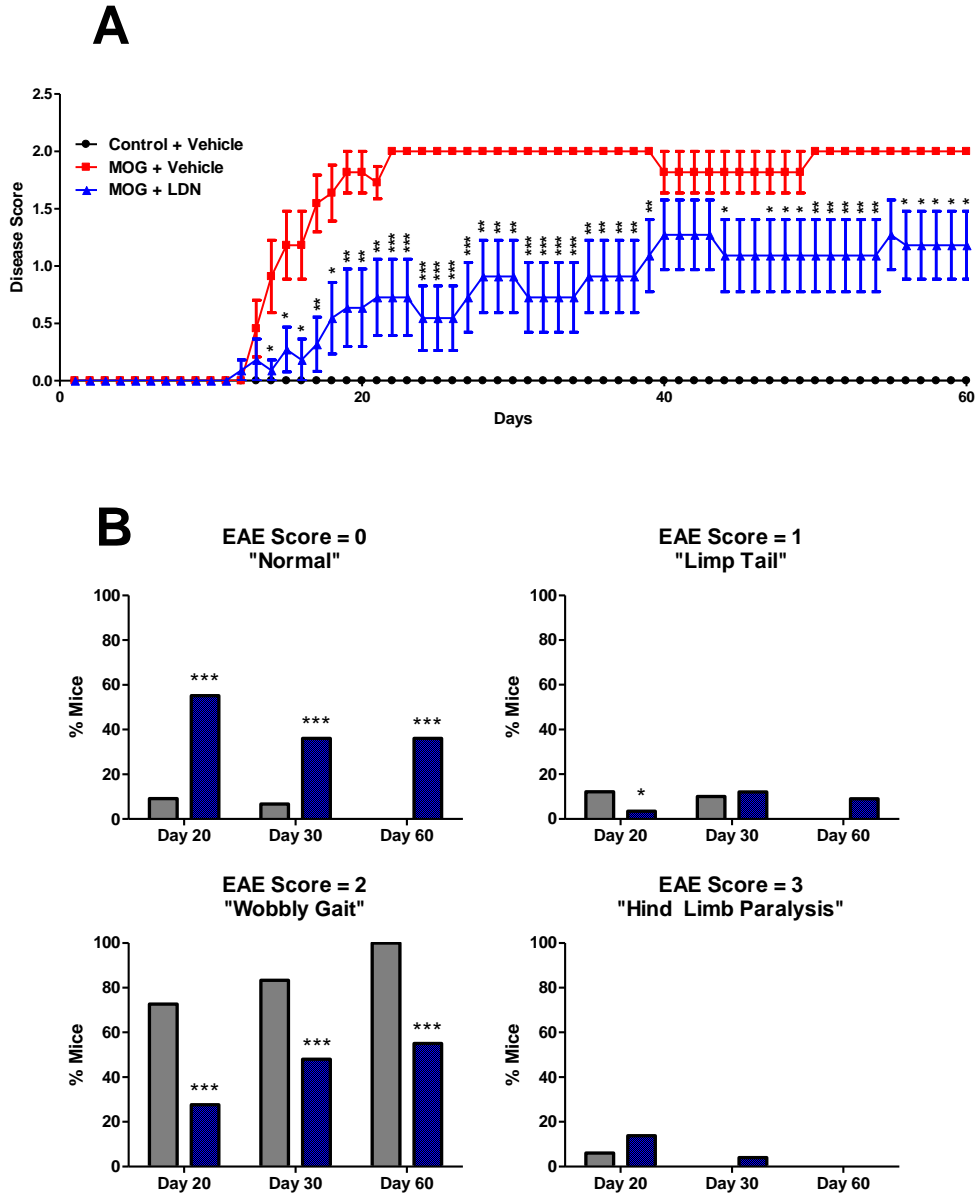 A
Disease Score
2.5
2.0
1.5
1.0
0.5
0.0
Control + Vehicle
MOG + Vehicle
MOG + LDN
* * * ** * ** ** ** *** *** *** *** *** *** ** ** ** *** *** *** *** ** ** ** ** ** * * * * ** ** ** ** ** * * * * *
0 20 40 60
Days
B
EAE Score = 0
"Normal"
% Mice
100
80
60
40
20
0
*** *** ***
Day 20 Day 30 Day 60
EAE Score = 1
"Limp Tail"
% Mice
100
80
60
40
20
0
*
Day 20 Day 30 Day 60
EAE Score = 2
"Wobbly Gait"
% Mice
100
80
60
40
20
0
*** *** ***
Day 20 Day 30 Day 60
EAE Score = 3
"Hind Limb Paralysis"
% Mice
100
80
60
40
20
0
Day 20 Day 30 Day 60